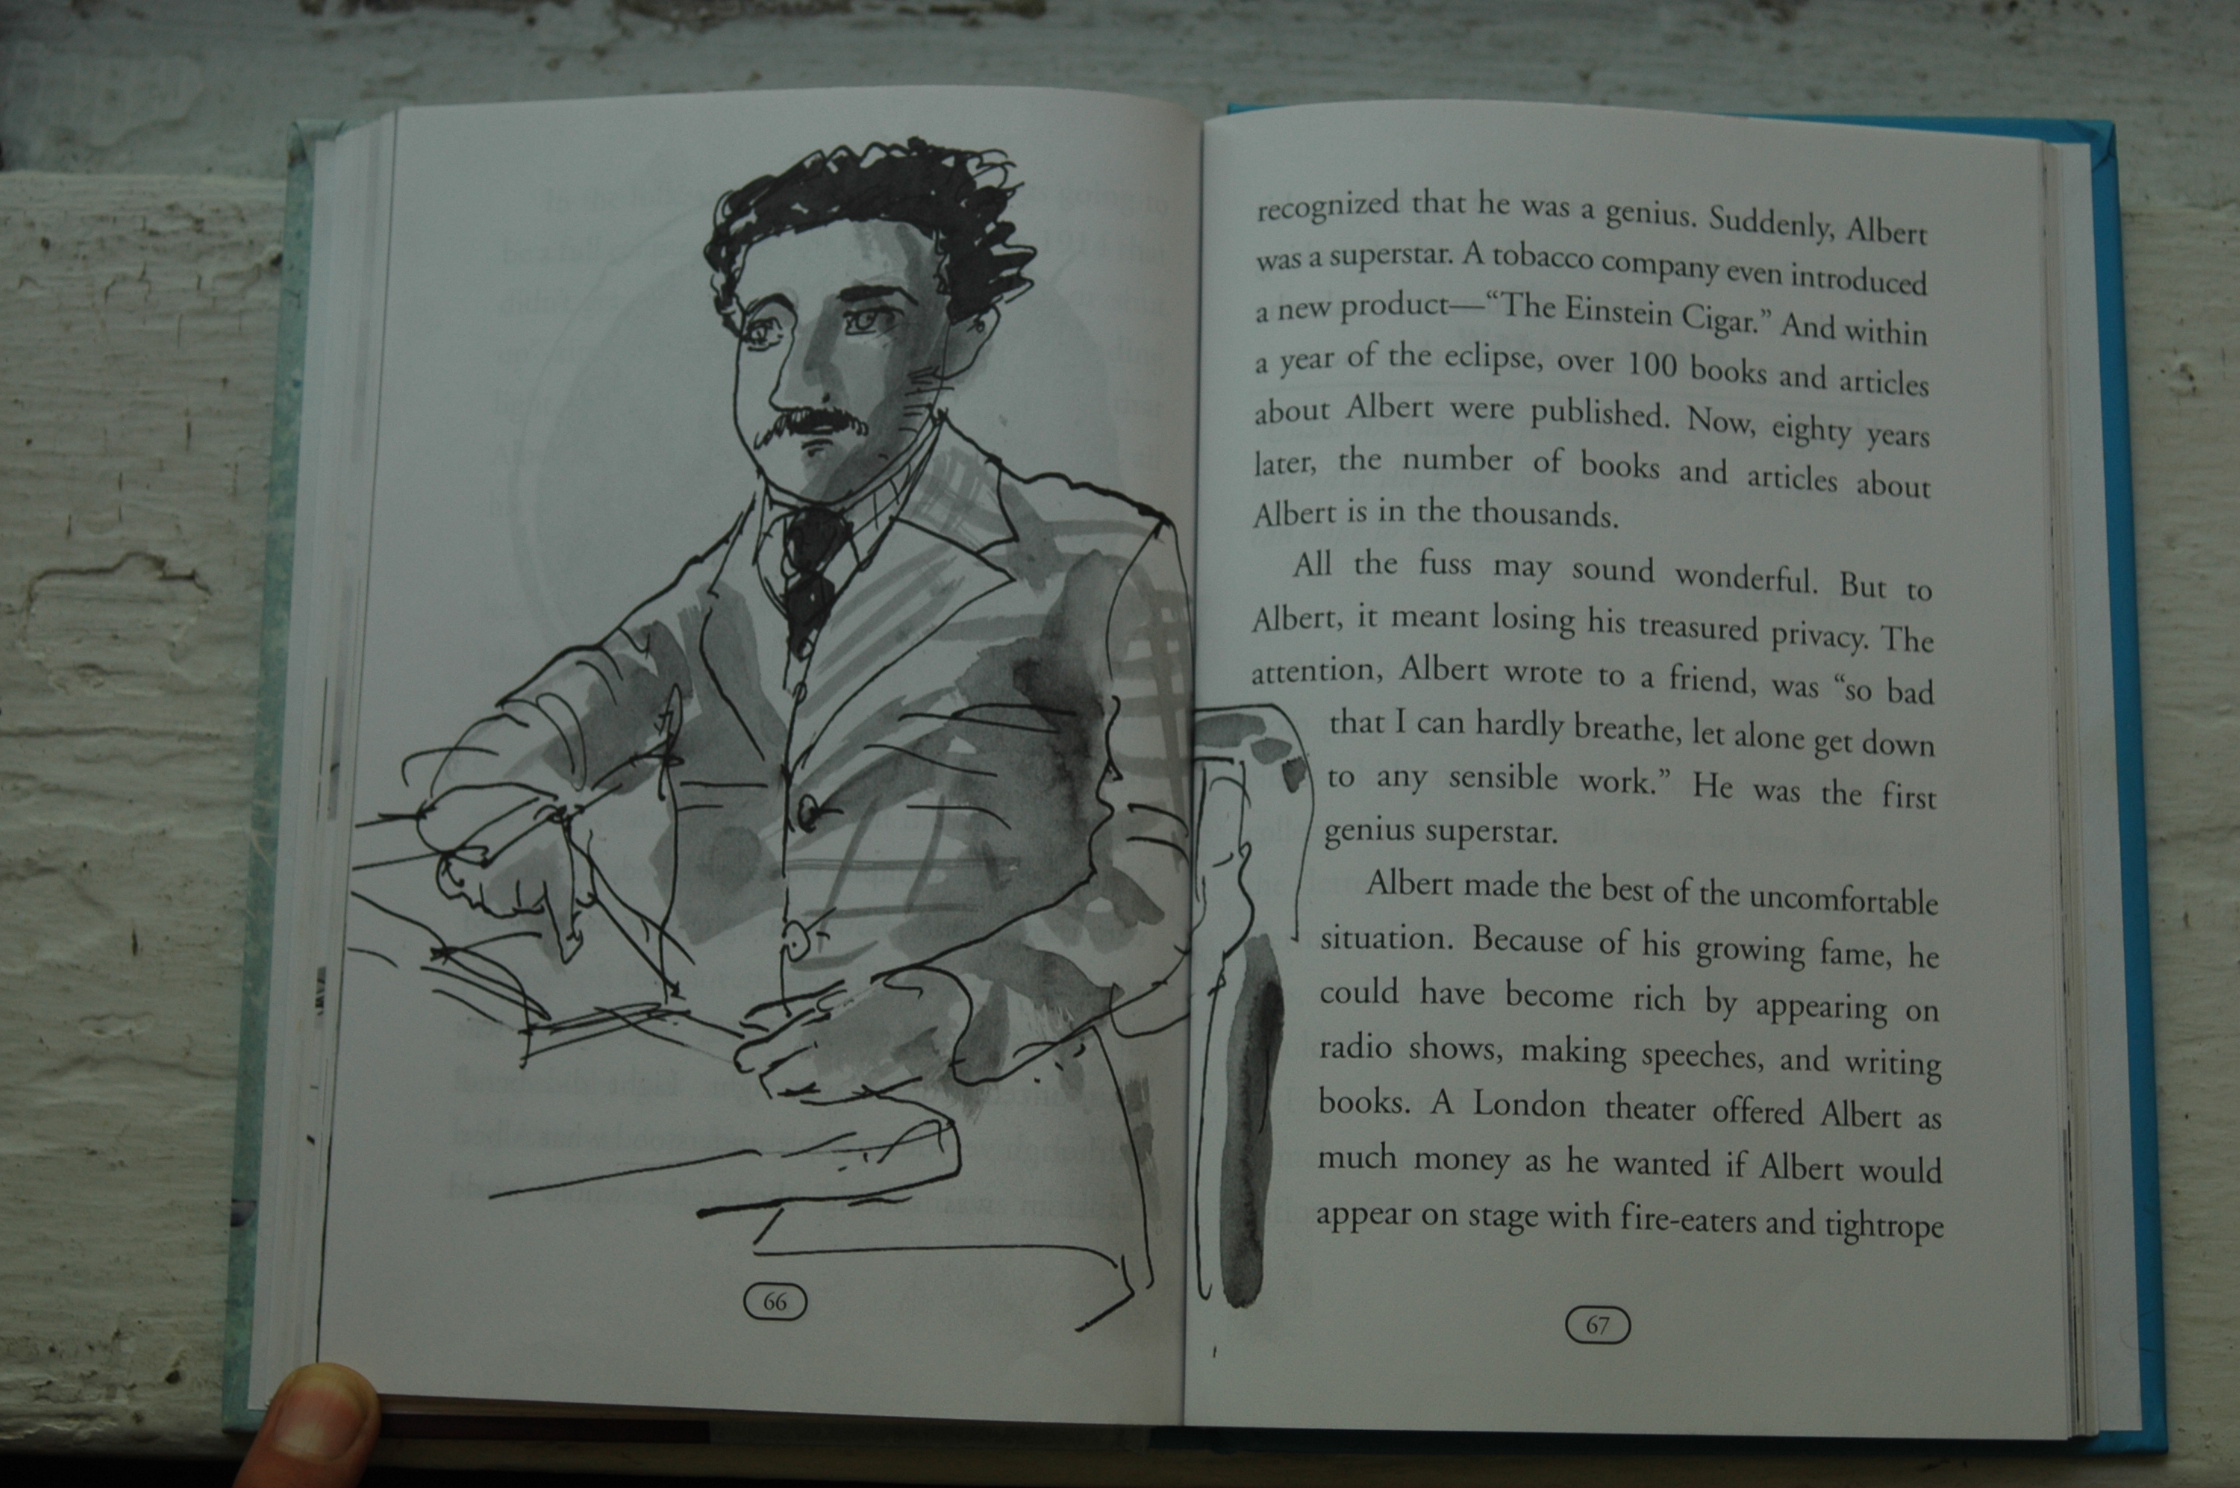 66
recognized that he was a genius. Suddenly, Albert
was a superstar. A tobacco company even introduced
a new product—“The Einstein Cigar.” And within
a year of the eclipse, over 100 books and articles
about Albert were published. Now, eighty years
later, the number of books and articles about
Albert is in the thousands.
All the fuss may sound wonderful. But to
Albert, it meant losing his treasured privacy. The
attention, Albert wrote to a friend, was “so bad
that I can hardly breathe, let alone get down
to any sensible work.” He was the first
genius superstar.
Albert made the best of the uncomfortable
situation. Because of his growing fame, he
could have become rich by appearing on
radio shows, making speeches, and writing
books. A London theater offered Albert as
much money as he wanted if Albert would
appear on stage with fire-eaters and tightrope
67